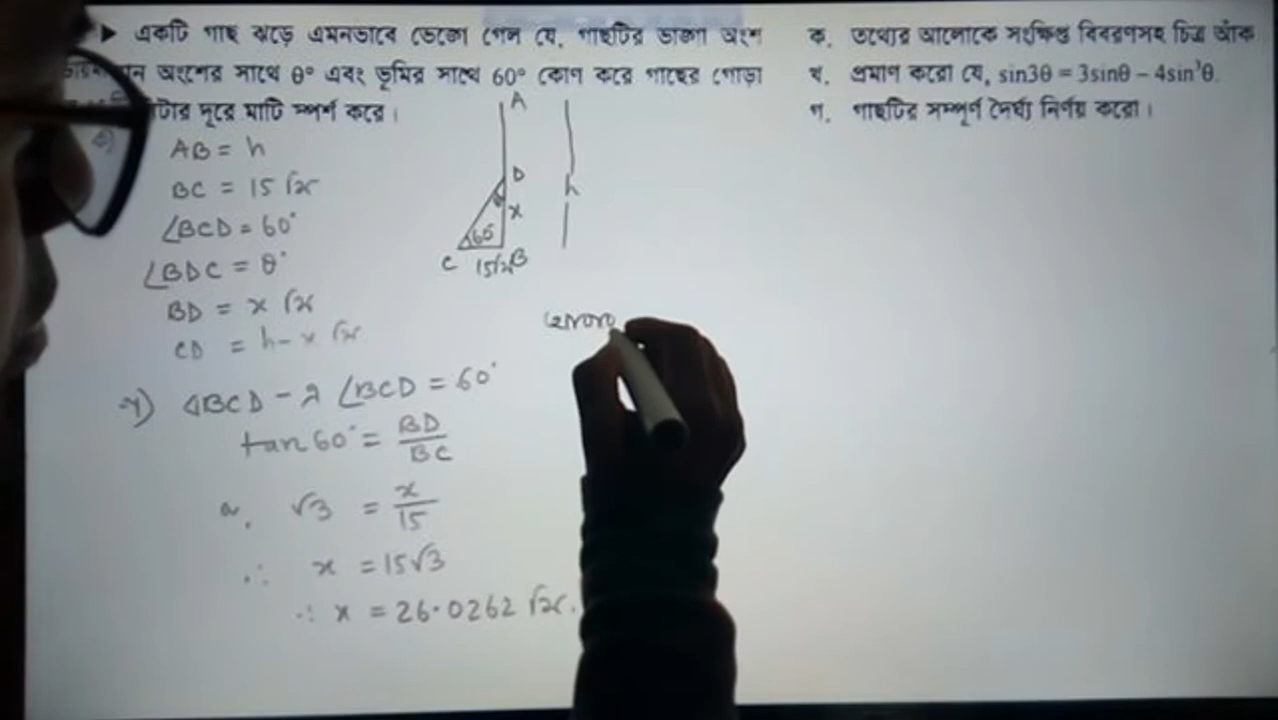 ▶ একটি গাছ ঝড়ে এমনভাবে ভেঙ্গে গেল যে, গাছটির ভাঙ্গা অংশ
অংশের সাথে θ° এবং ভূমির সাথে 60° কোণ করে গাছের গোড়া
দূরে মাটি স্পর্শ করে।
ক. তথ্যের আলোকে সংক্ষিপ্ত বিবরণসহ চিত্র আঁক
খ. প্রমাণ করো যে, sin3θ = 3sinθ − 4sin³θ.
গ. গাছটির সম্পূর্ণ দৈর্ঘ্য নির্ণয় করো।
AB = h
BC = 15 মি
∠BCD = 60°
∠BDC = θ°
BD = x মি
CD = h − x মি
A
D
x
h
60°
C 15মি B
গ) ΔBCD − এ ∠BCD = 60°
tan 60° = BD/BC
বা, √3 = x/15
∴ x = 15√3
∴ x = 26.0262 মি.